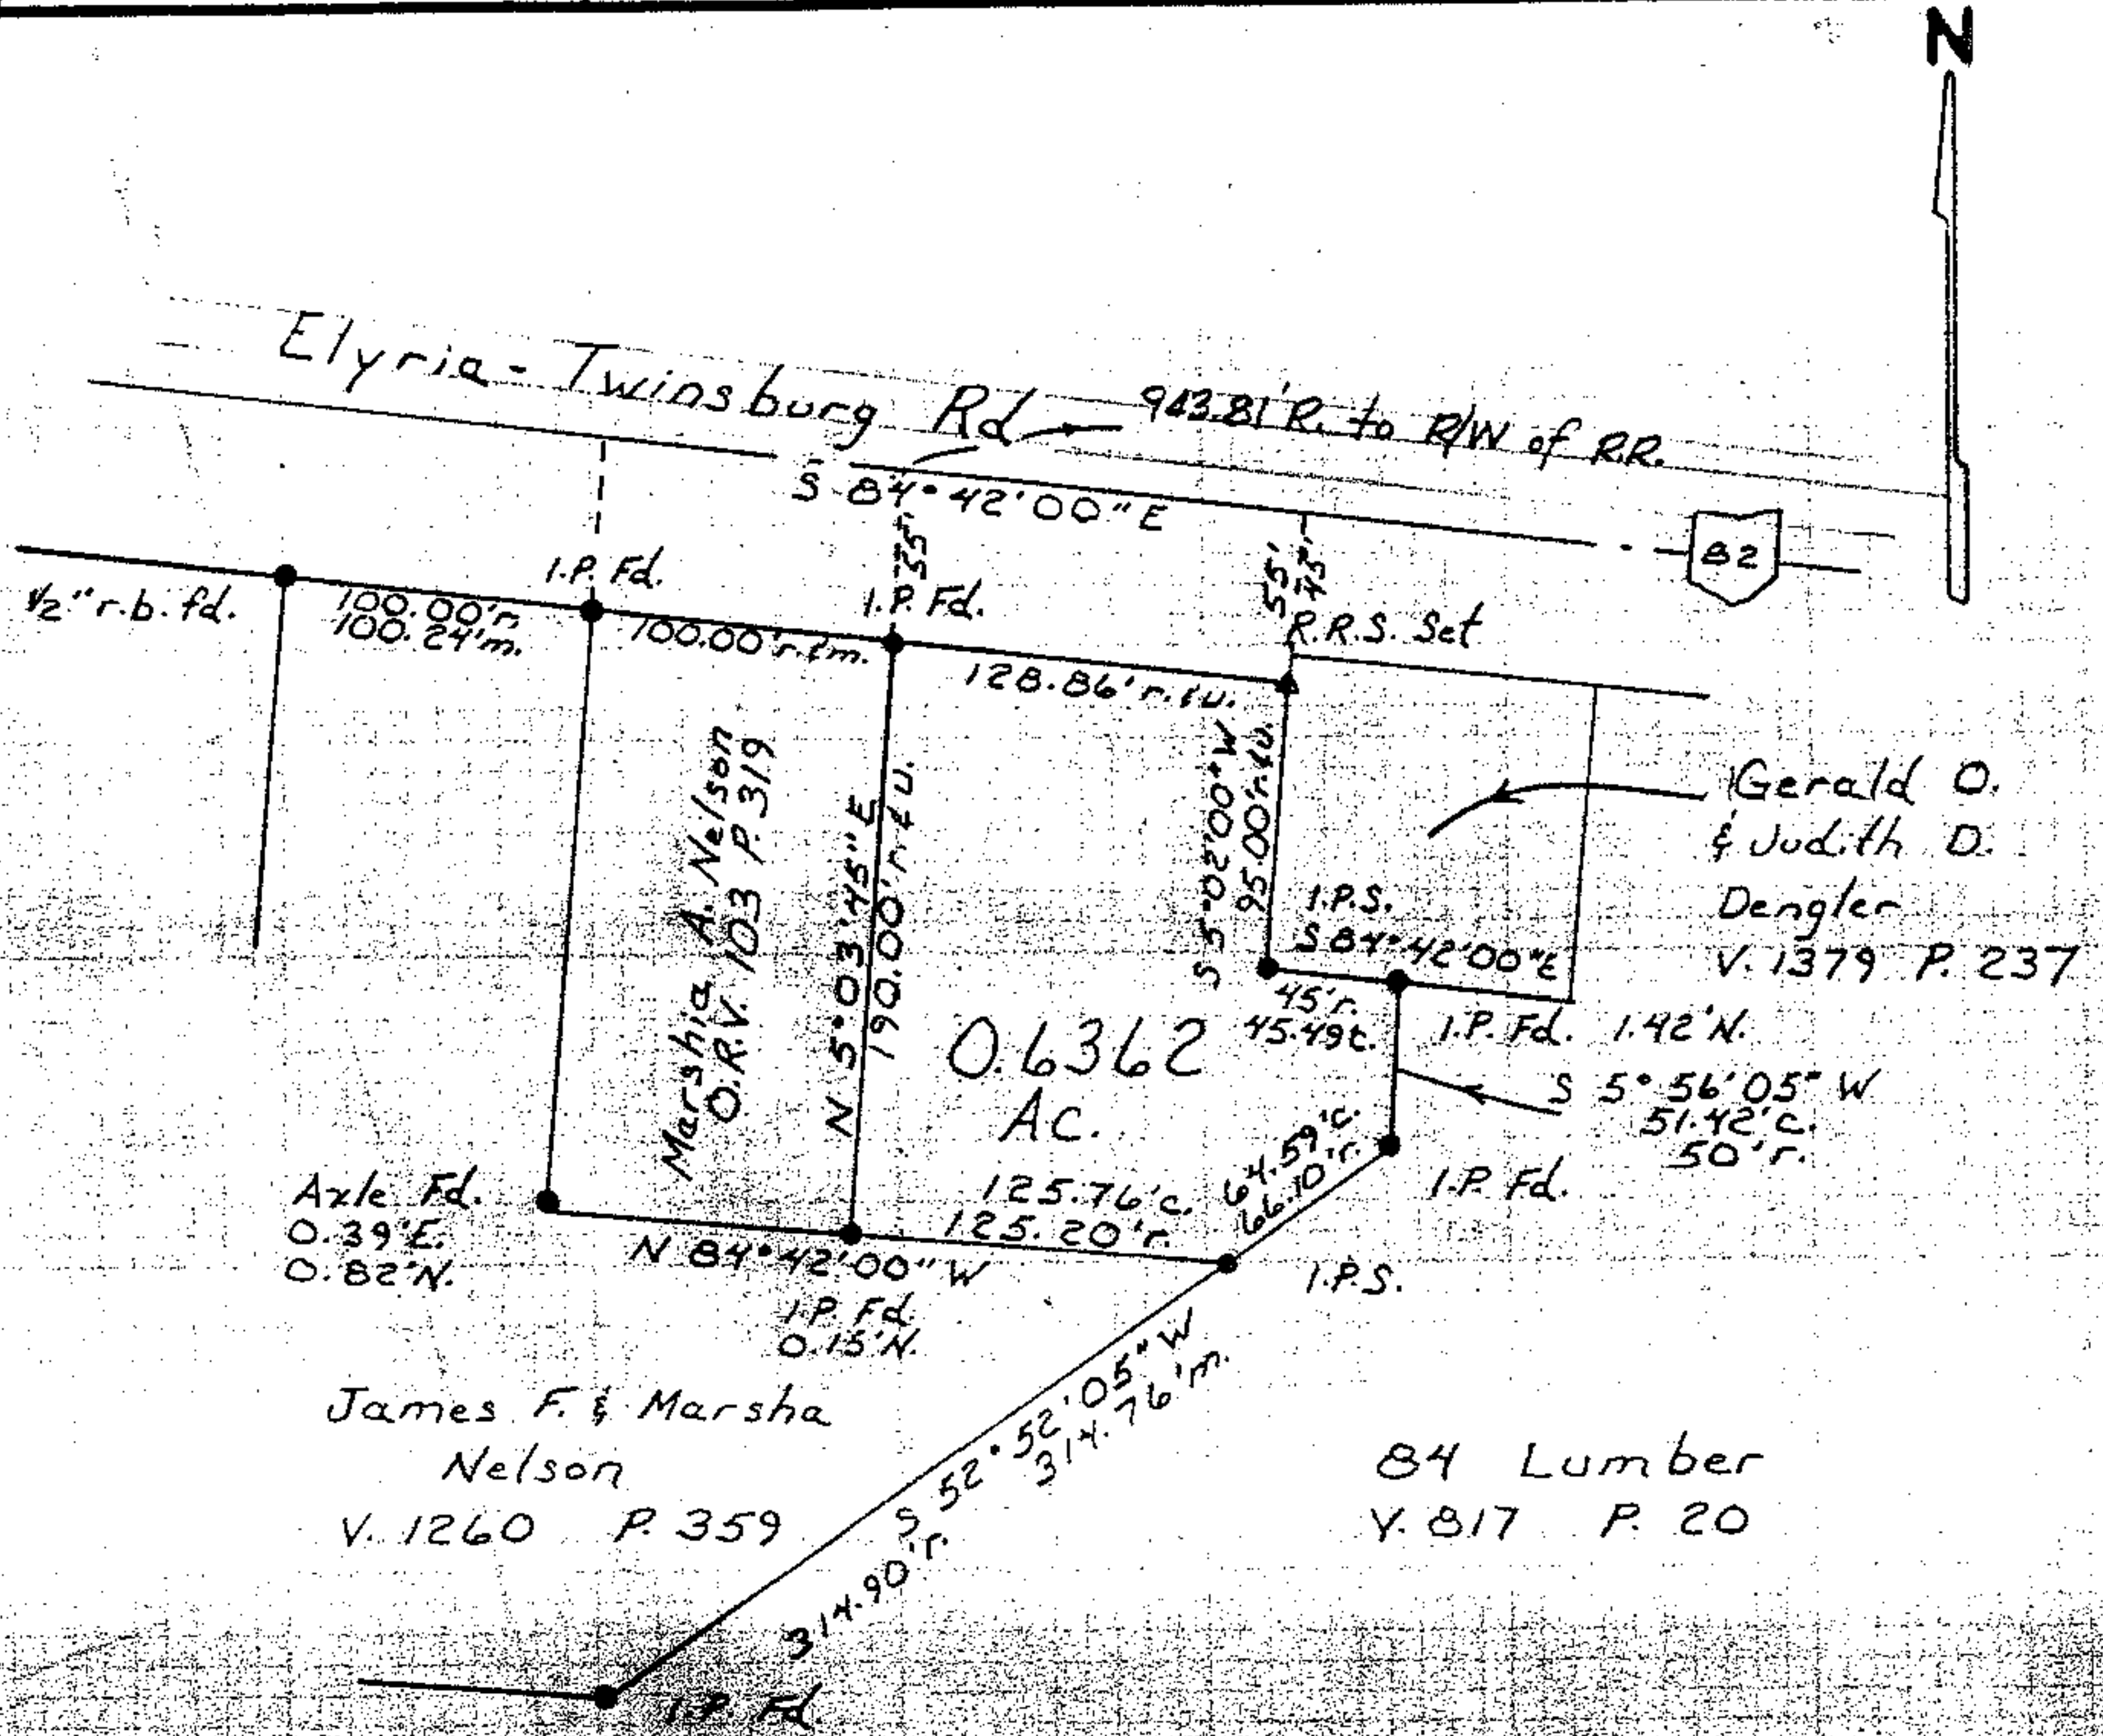 N
Elyria - Twinsburg Rd
943.81' R. to R/W of R.R.
S 84° 42' 00" E
82
55'
55'
45'
1/2" r.b. fd.
I.P. Fd.
I.P. Fd.
R.R.S. Set
100.00' r.
100.24' m.
100.00' r. & m.
128.86' r. & u.
Marshia A. Nelson
O.R.V. 103 P. 319
N 5° 03' 45" E
190.00' r. & u.
S 5° 02' 00" W
95.00' r. & u.
Gerald O.
& Judith D.
Dengler
V. 1379 P. 237
I.P.S.
S 84° 42' 00" E
45' r.
45.49 c.
I.P. Fd. 1.42' N.
0.6362
Ac.
S 5° 56' 05" W
51.42' c.
50' r.
64.59' c.
66.10' r.
I.P. Fd.
Axle Fd.
0.39' E.
0.82' N.
125.76' c.
125.20' r.
N 84° 42' 00" W
I.P. Fd.
0.15' N.
I.P.S.
James F. & Marsha
Nelson
V. 1260 P. 359
S 52° 52' 05" W
314.76' m.
314.90' r.
84 Lumber
V. 817 P. 20
I.P. Fd